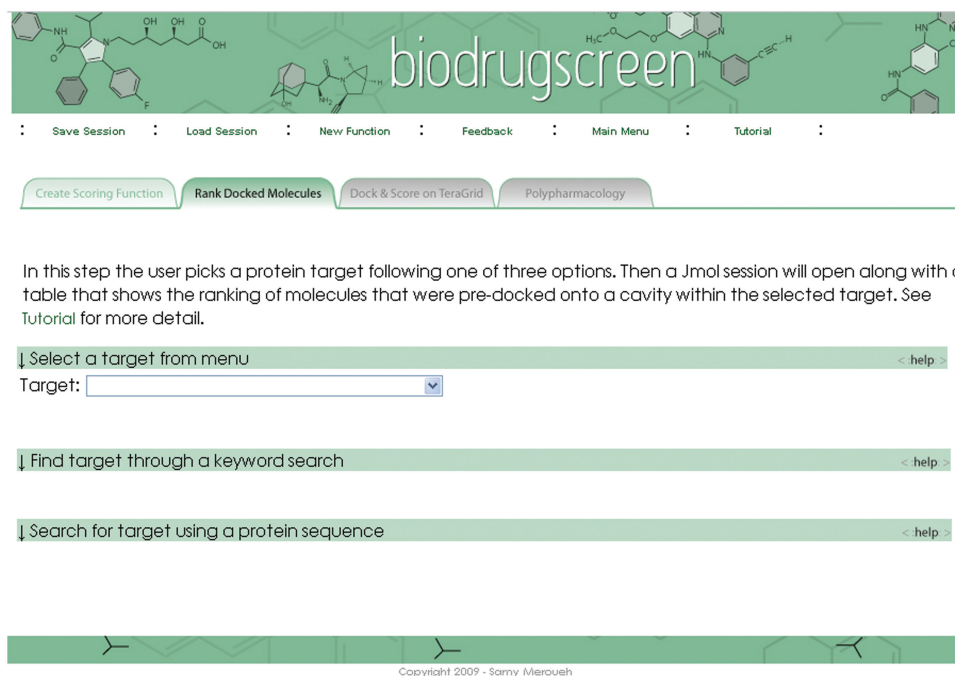 biodrugscreen
: Save Session : Load Session : New Function : Feedback : Main Menu : Tutorial :
Create Scoring Function Rank Docked Molecules Dock & Score on TeraGrid Polypharmacology
In this step the user picks a protein target following one of three options. Then a Jmol session will open along with
table that shows the ranking of molecules that were pre-docked onto a cavity within the selected target. See
Tutorial for more detail.
↓ Select a target from menu < :help: >
Target:
↓ Find target through a keyword search < :help: >
↓ Search for target using a protein sequence < :help: >
Copyright 2009 - Samy Meroueh